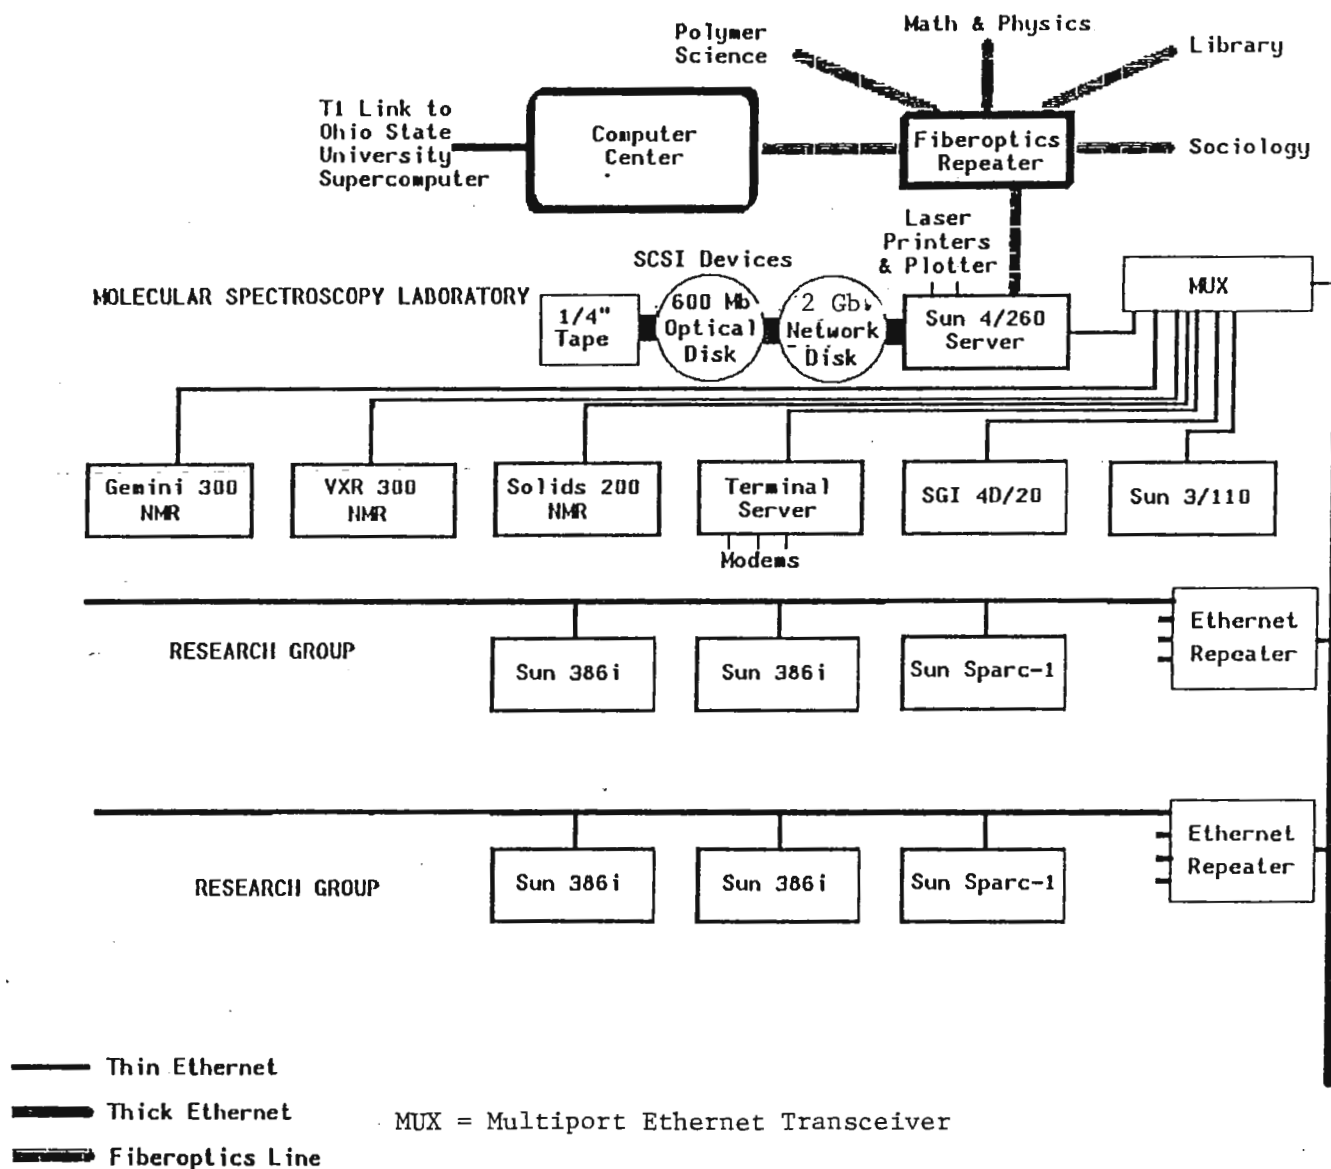 Math & Physics
Polymer
Science
Library
T1 Link to
Ohio State
University
Supercomputer
Computer
Center
Fiberoptics
Repeater
Sociology
Laser
Printers
& Plotter
SCSI Devices
MOLECULAR SPECTROSCOPY LABORATORY
1/4"
Tape
600 Mb
Optical
Disk
2 Gb
Network
Disk
Sun 4/260
Server
MUX
Gemini 300
NMR
VXR 300
NMR
Solids 200
NMR
Terminal
Server
SGI 4D/20
Sun 3/110
Modems
RESEARCH GROUP
Sun 386i
Sun 386i
Sun Sparc-1
Ethernet
Repeater
RESEARCH GROUP
Sun 386i
Sun 386i
Sun Sparc-1
Ethernet
Repeater
Thin Ethernet
Thick Ethernet
MUX = Multiport Ethernet Transceiver
Fiberoptics Line